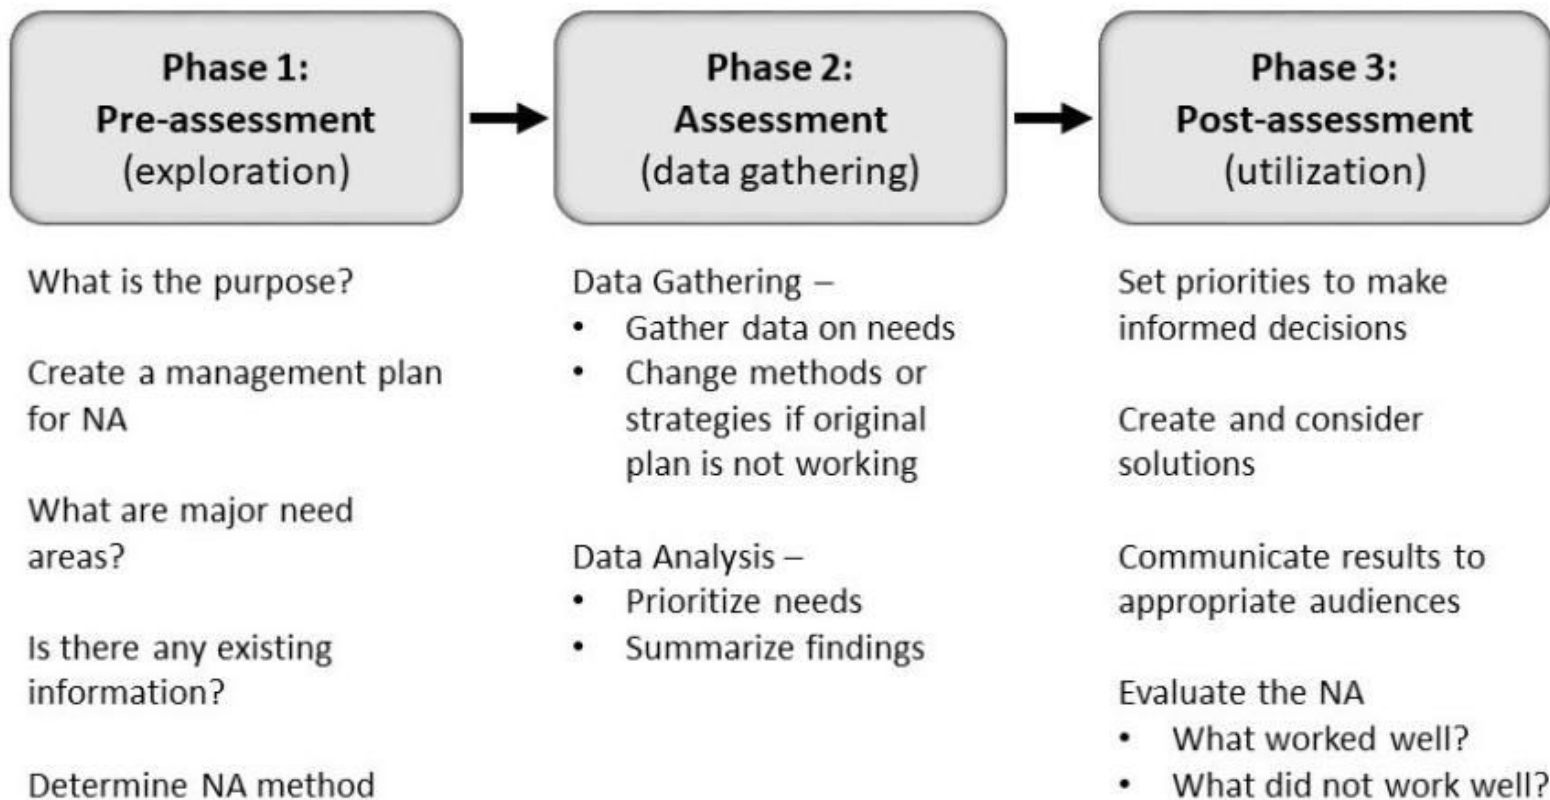 Phase 1:
Pre-assessment
(exploration)
What is the purpose?
Create a management plan
for NA
What are major need
areas?
Is there any existing
information?
Determine NA method
Phase 2:
Assessment
(data gathering)
Data Gathering –
• Gather data on needs
• Change methods or
strategies if original
plan is not working
Data Analysis –
• Prioritize needs
• Summarize findings
Phase 3:
Post-assessment
(utilization)
Set priorities to make
informed decisions
Create and consider
solutions
Communicate results to
appropriate audiences
Evaluate the NA
• What worked well?
• What did not work well?